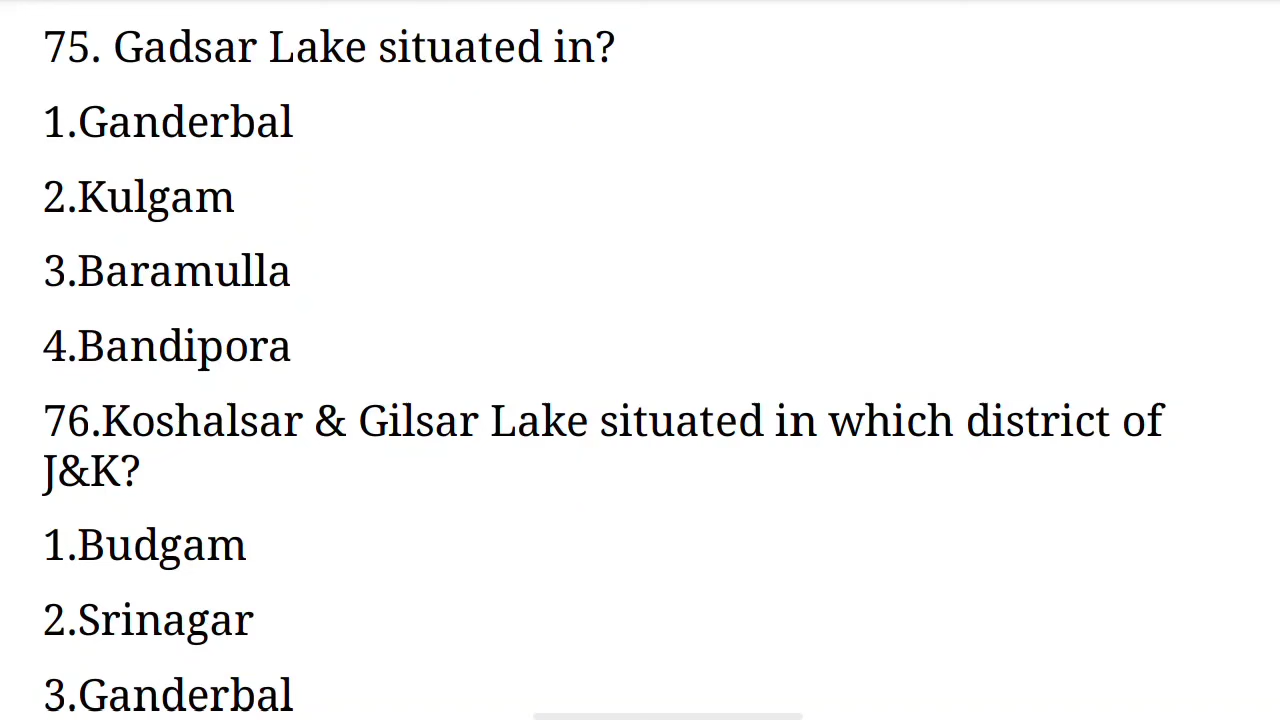 75. Gadsar Lake situated in?
1.Ganderbal
2.Kulgam
3.Baramulla
4.Bandipora
76.Koshalsar & Gilsar Lake situated in which district of
J&K?
1.Budgam
2.Srinagar
3.Ganderbal